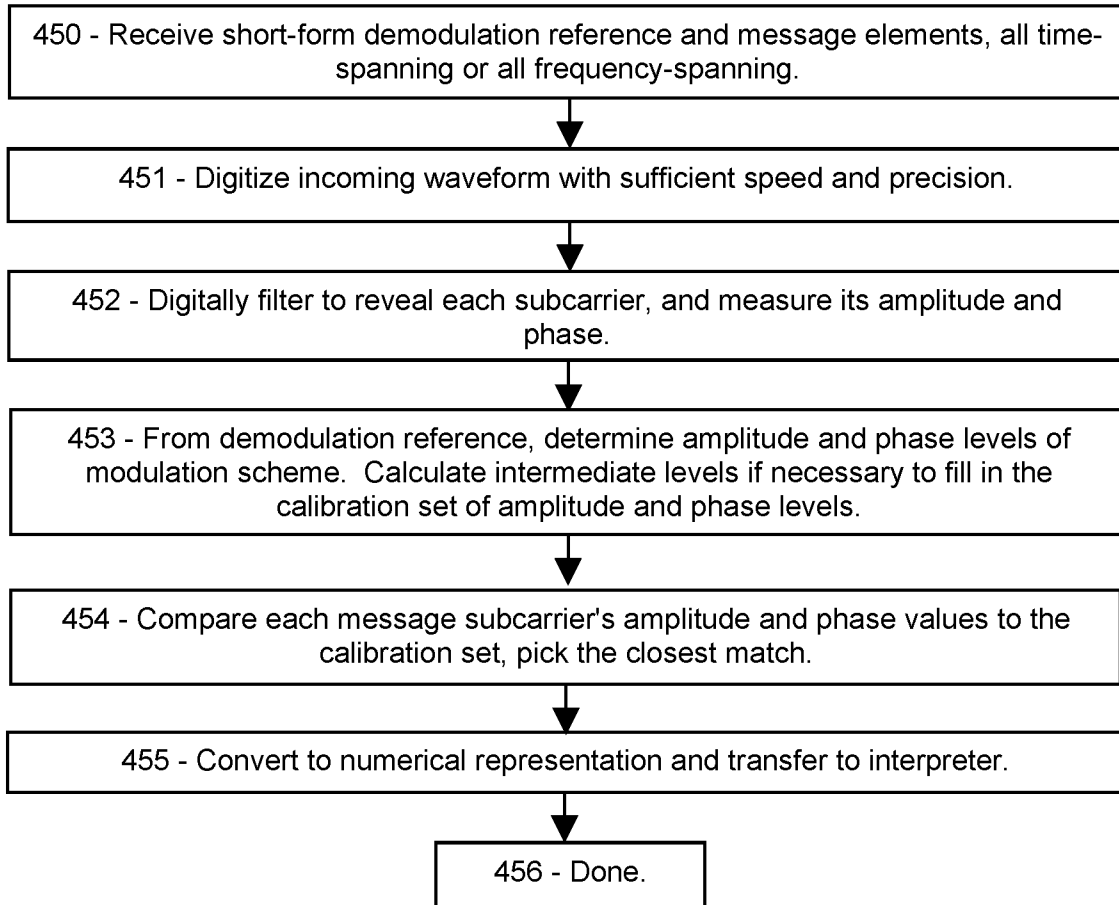 450 - Receive short-form demodulation reference and message elements, all time-
spanning or all frequency-spanning.
451 - Digitize incoming waveform with sufficient speed and precision.
452 - Digitally filter to reveal each subcarrier, and measure its amplitude and
phase.
453 - From demodulation reference, determine amplitude and phase levels of
modulation scheme.  Calculate intermediate levels if necessary to fill in the
calibration set of amplitude and phase levels.
454 - Compare each message subcarrier's amplitude and phase values to the
calibration set, pick the closest match.
455 - Convert to numerical representation and transfer to interpreter.
456 - Done.